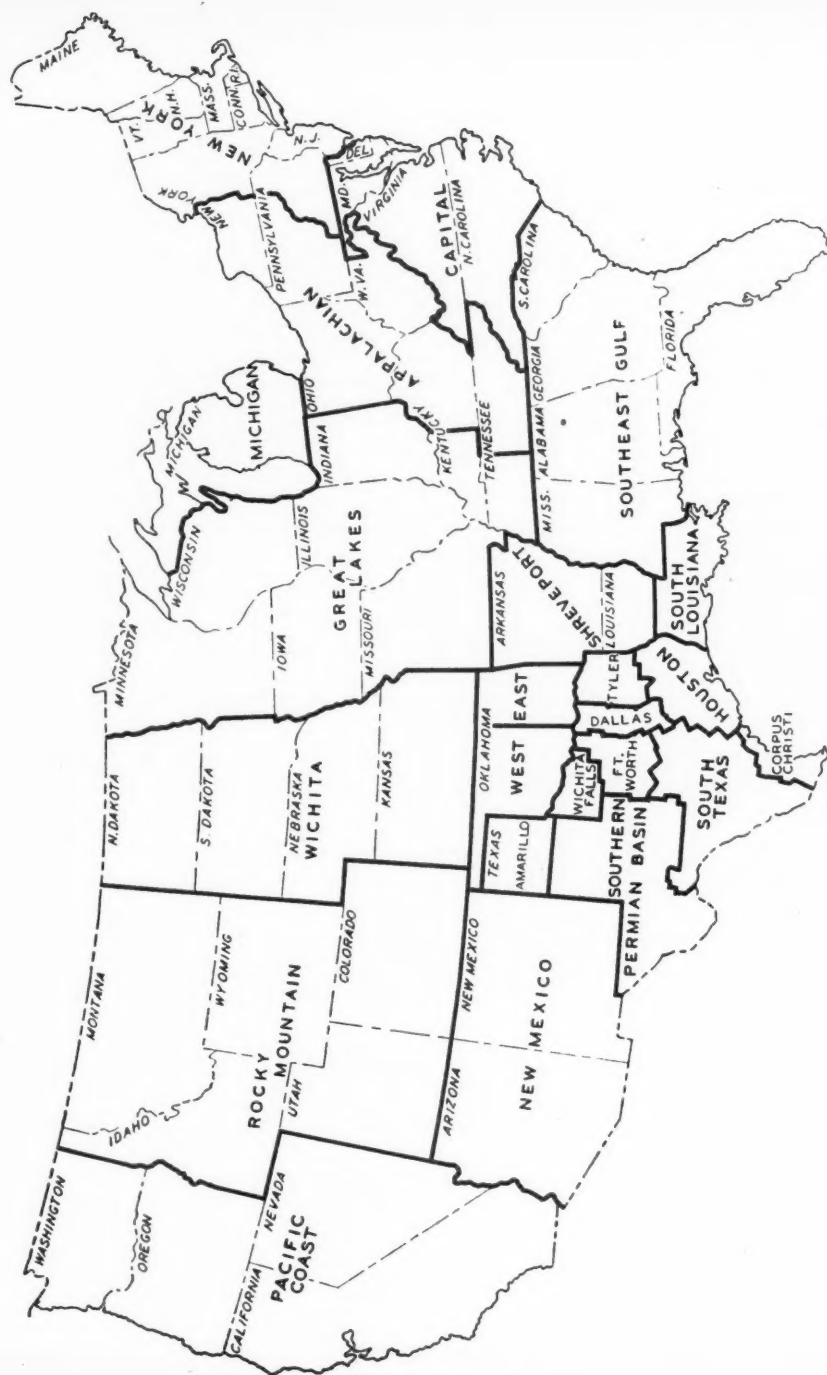 WASHINGTON
OREGON
CALIFORNIA
NEVADA
PACIFIC
COAST
IDAHO
MONTANA
WYOMING
ROCKY
MOUNTAIN
UTAH
COLORADO
ARIZONA
NEW MEXICO
NEW MEXICO
N. DAKOTA
S. DAKOTA
NEBRASKA
WICHITA
KANSAS
OKLAHOMA
WEST
EAST
TEXAS
AMARILLO
WICHITA
FALLS
FT.
WORTH
DALLAS
TYLER
SOUTHERN
PERMIAN BASIN
SOUTH
TEXAS
HOUSTON
CORPUS
CHRISTI
MINNESOTA
WISCONSIN
IOWA
ILLINOIS
GREAT
LAKES
MISSOURI
INDIANA
MICHIGAN
MICHIGAN
OHIO
KENTUCKY
TENNESSEE
ARKANSAS
SHREVEPORT
LOUISIANA
SOUTH
LOUISIANA
MISS.
ALABAMA
GEORGIA
SOUTHEAST GULF
FLORIDA
S. CAROLINA
N. CAROLINA
CAPITAL
VIRGINIA
W. VA.
MD.
DEL.
APPALACHIAN
PENNSYLVANIA
NEW YORK
N. J.
NEW YORK
CONN.
R.I.
MASS.
VT.
N.H.
MAINE